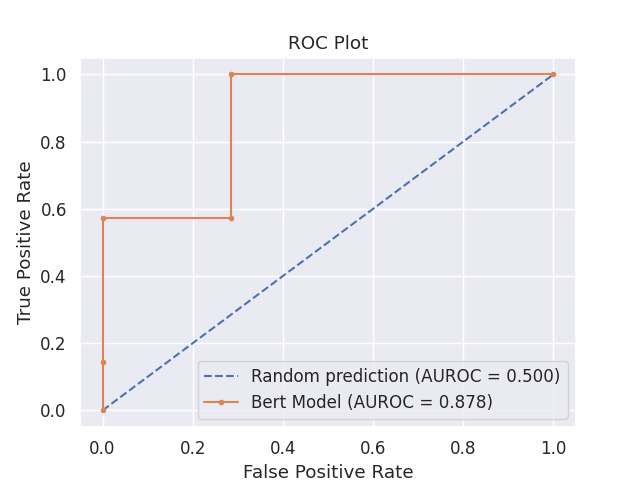 ROC Plot
1.0
0.8
0.6
0.4
0.2
0.0
True Positive Rate
Random prediction (AUROC = 0.500)
Bert Model (AUROC = 0.878)
0.0 0.2 0.4 0.6 0.8 1.0
False Positive Rate